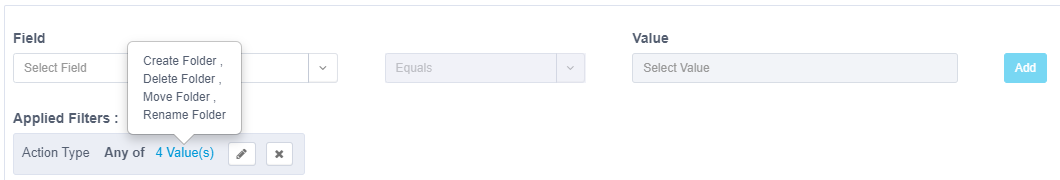 Field
Value
Select Field
Equals
Select Value
Add
Create Folder ,
Delete Folder ,
Move Folder ,
Rename Folder
Applied Filters :
Action Type Any of 4 Value(s)